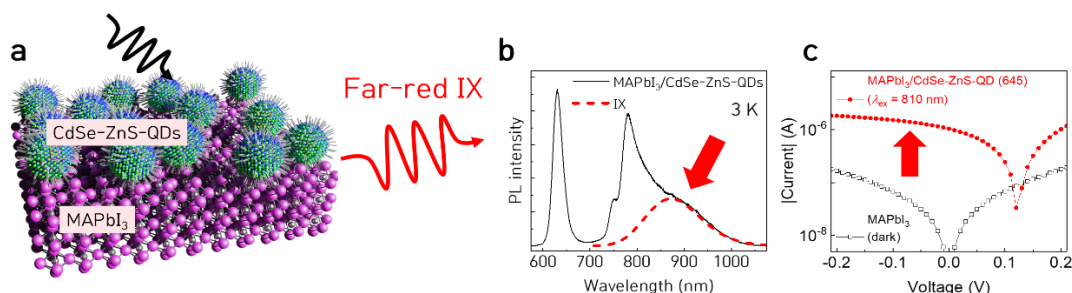 a
CdSe-ZnS-QDs
MAPbI₃
Far-red IX
b
MAPbI₃/CdSe-ZnS-QDs
IX
3 K
PL intensity
600 700 800 900 1000
Wavelength (nm)
c
MAPbI₃/CdSe-ZnS-QD (645)
(λex = 810 nm)
|Current| (A)
10⁻⁶
10⁻⁸
MAPbI₃
(dark)
-0.2 -0.1 0.0 0.1 0.2
Voltage (V)